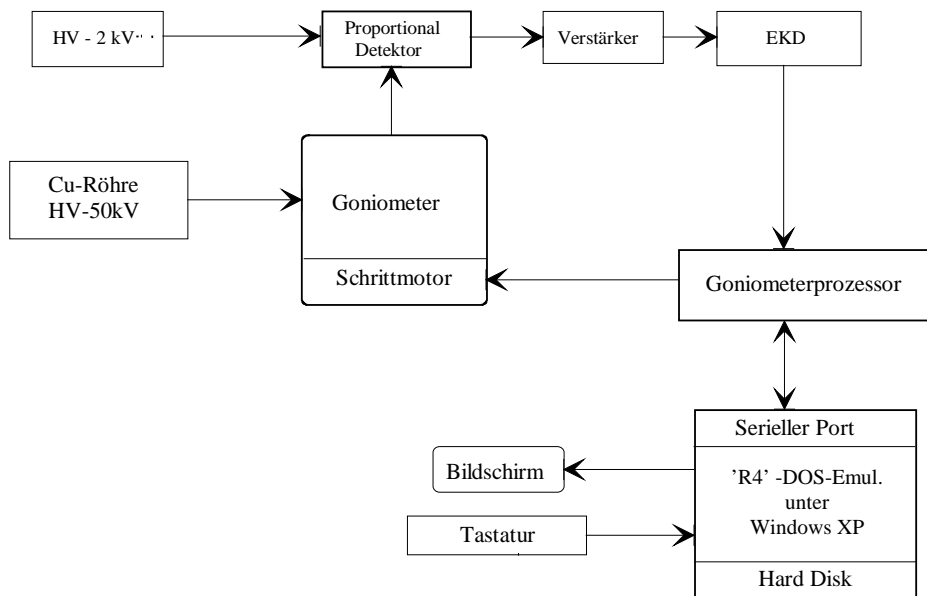 HV - 2 kV
Proportional
Detektor
Verstärker
EKD
Cu-Röhre
HV-50kV
Goniometer
Schrittmotor
Goniometerprozessor
Serieller Port
'R4' -DOS-Emul.
unter
Windows XP
Hard Disk
Bildschirm
Tastatur